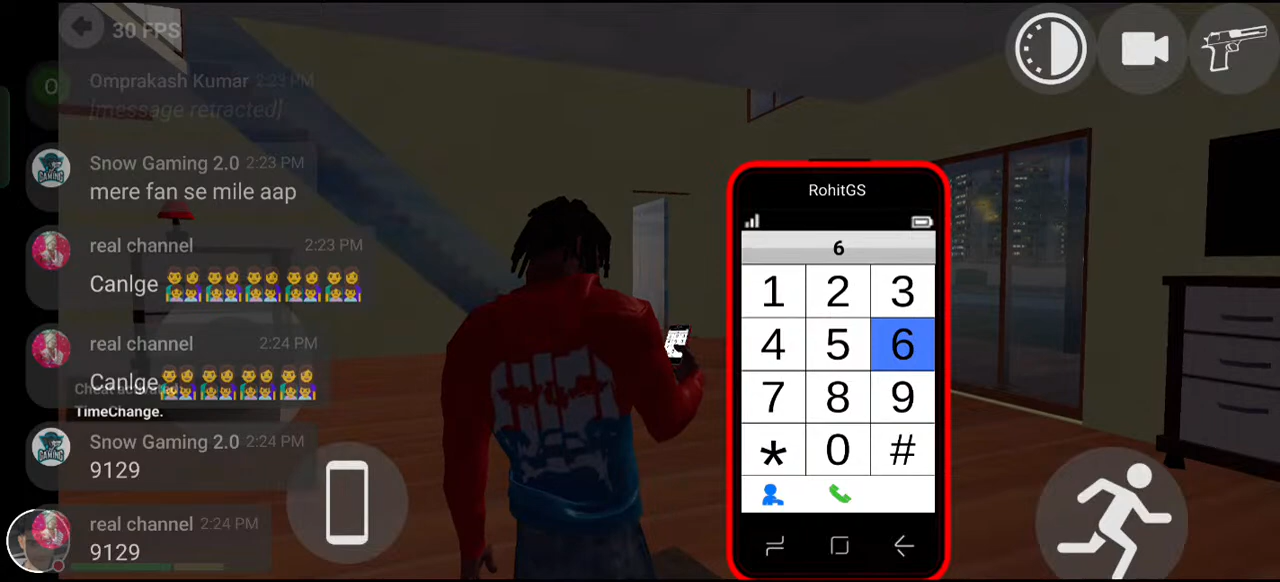 30 FPS
Omprakash Kumar 2:23 PM
[message retracted]
O
Snow Gaming 2.0 2:23 PM
mere fan se mile aap
GAMING
real channel 2:23 PM
Canlge 👨‍👩‍👧‍👦👨‍👩‍👧‍👦👨‍👩‍👧‍👦👨‍👩‍👧‍👦👨‍👩‍👧‍👦
real channel 2:24 PM
Canlge👨‍👩‍👧‍👦👨‍👩‍👧‍👦👨‍👩‍👧‍👦👨‍👩‍👧‍👦
TimeChange.
Snow Gaming 2.0 2:24 PM
9129
GAMING
real channel 2:24 PM
9129
RohitGS
6
1 2 3
4 5 6
7 8 9
* 0 #